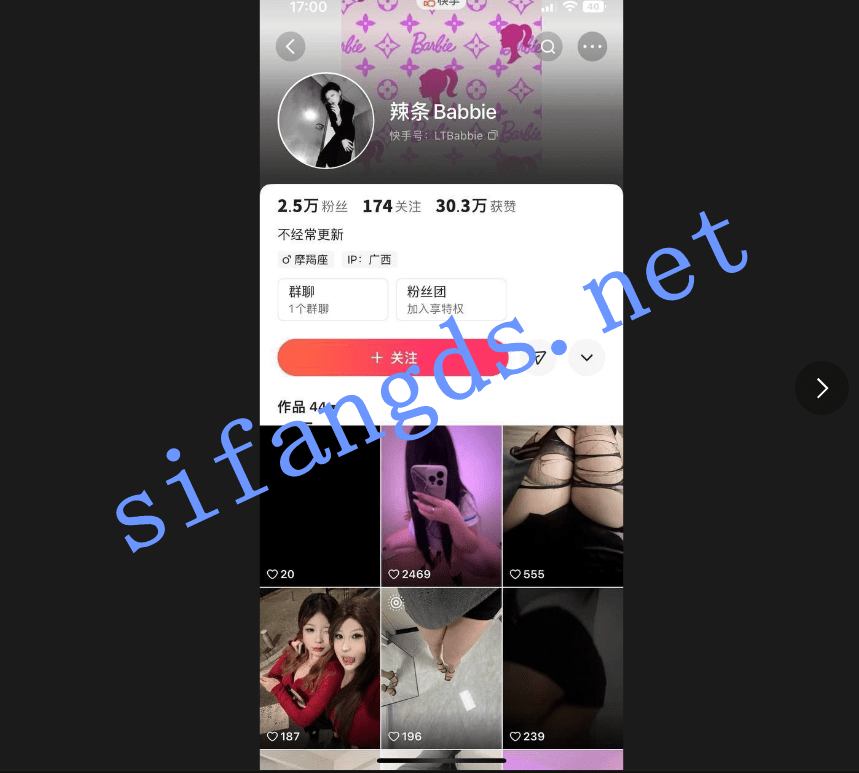 17:00
快手
40
Barbie
辣条Babbie
快手号：LTBabbie
2.5万 粉丝 174 关注 30.3万 获赞
不经常更新
♂ 摩羯座 IP：广西
群聊 粉丝团
1个群聊 加入享特权
+ 关注
作品 44
sifangds.net
20 2469 555
187 196 239